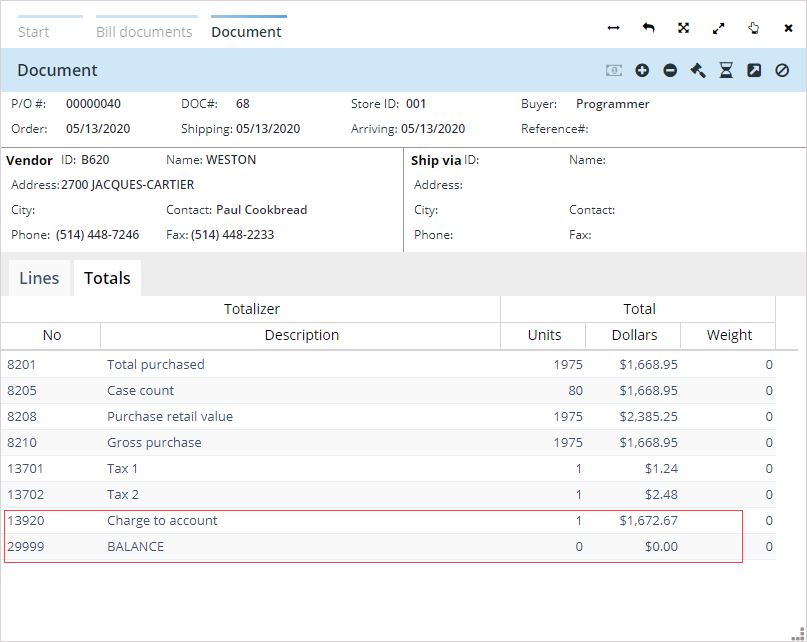 Start Bill documents Document
Document
P/O #: 00000040 DOC#: 68 Store ID: 001 Buyer: Programmer
Order: 05/13/2020 Shipping: 05/13/2020 Arriving: 05/13/2020 Reference#:
Vendor ID: B620 Name: WESTON Ship via ID: Name:
Address: 2700 JACQUES-CARTIER Address:
City: Contact: Paul Cookbread City: Contact:
Phone: (514) 448-7246 Fax: (514) 448-2233 Phone: Fax:
Lines Totals
Totalizer Total
No Description Units Dollars Weight
8201 Total purchased 1975 $1,668.95 0
8205 Case count 80 $1,668.95 0
8208 Purchase retail value 1975 $2,385.25 0
8210 Gross purchase 1975 $1,668.95 0
13701 Tax 1 1 $1.24 0
13702 Tax 2 1 $2.48 0
13920 Charge to account 1 $1,672.67 0
29999 BALANCE 0 $0.00 0